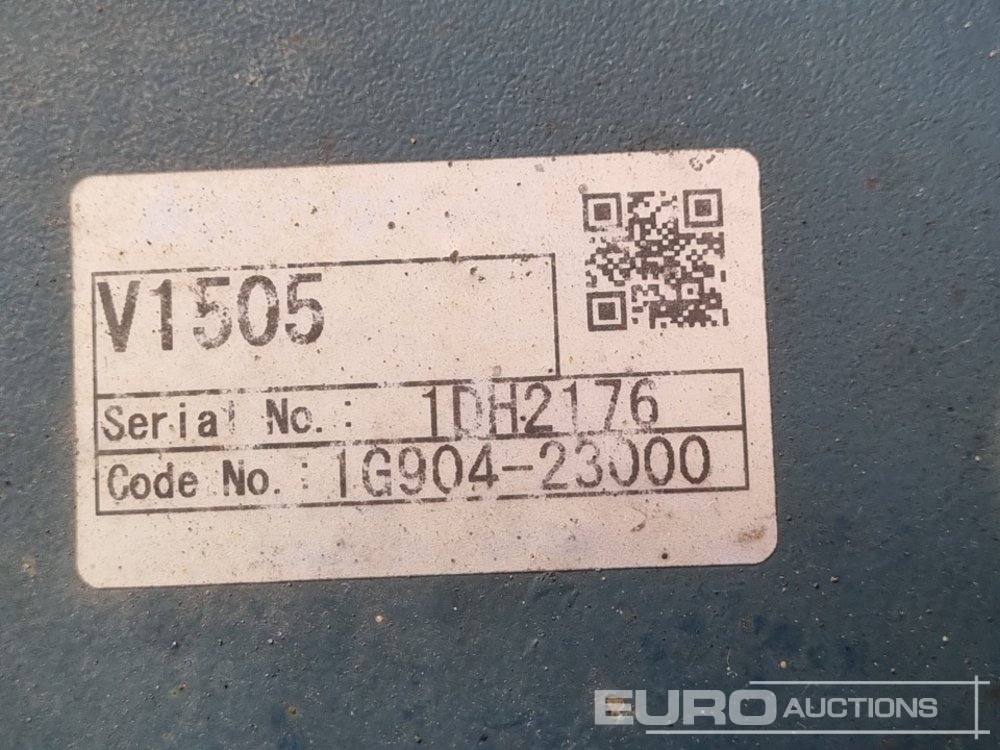 V1505
Serial No.: 1DH2176
Code No.: 1G904-23000
EURO AUCTIONS